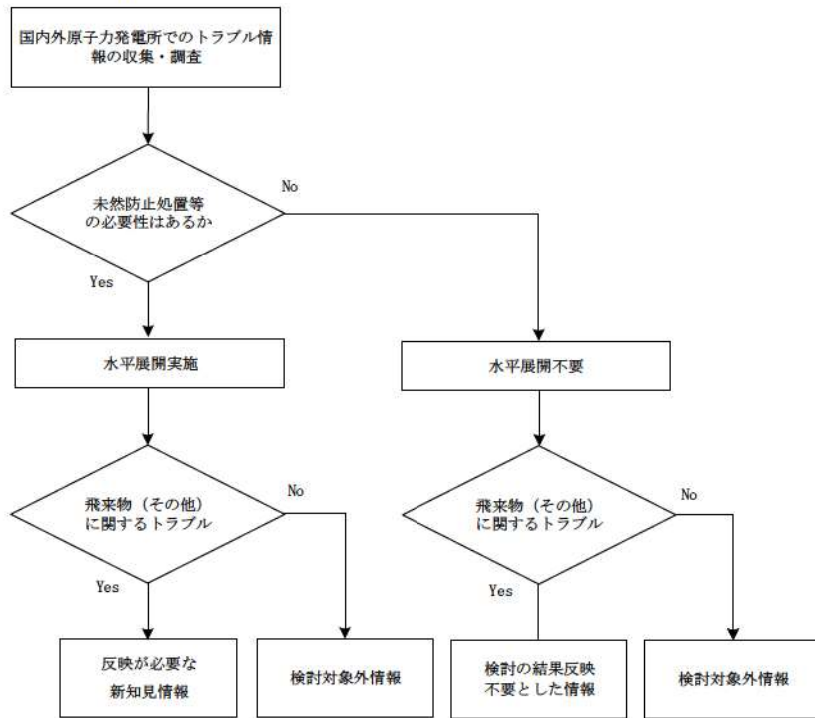 国内外原子力発電所でのトラブル情
報の収集・調査
未然防止処置等
の必要性はあるか
No
Yes
水平展開実施
水平展開不要
飛来物（その他）
に関するトラブル
No
飛来物（その他）
に関するトラブル
No
Yes
Yes
反映が必要な
新知見情報
検討対象外情報
検討の結果反映
不要とした情報
検討対象外情報